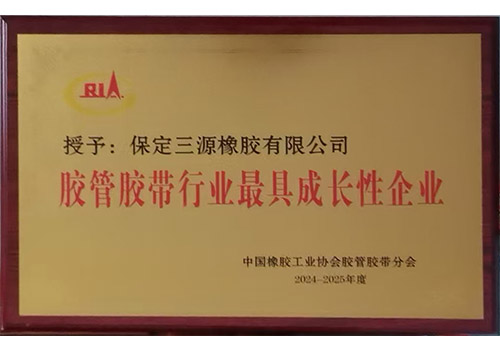 RIA
授予：保定三源橡胶有限公司
胶管胶带行业最具成长性企业
中国橡胶工业协会胶管胶带分会
2024—2025年度